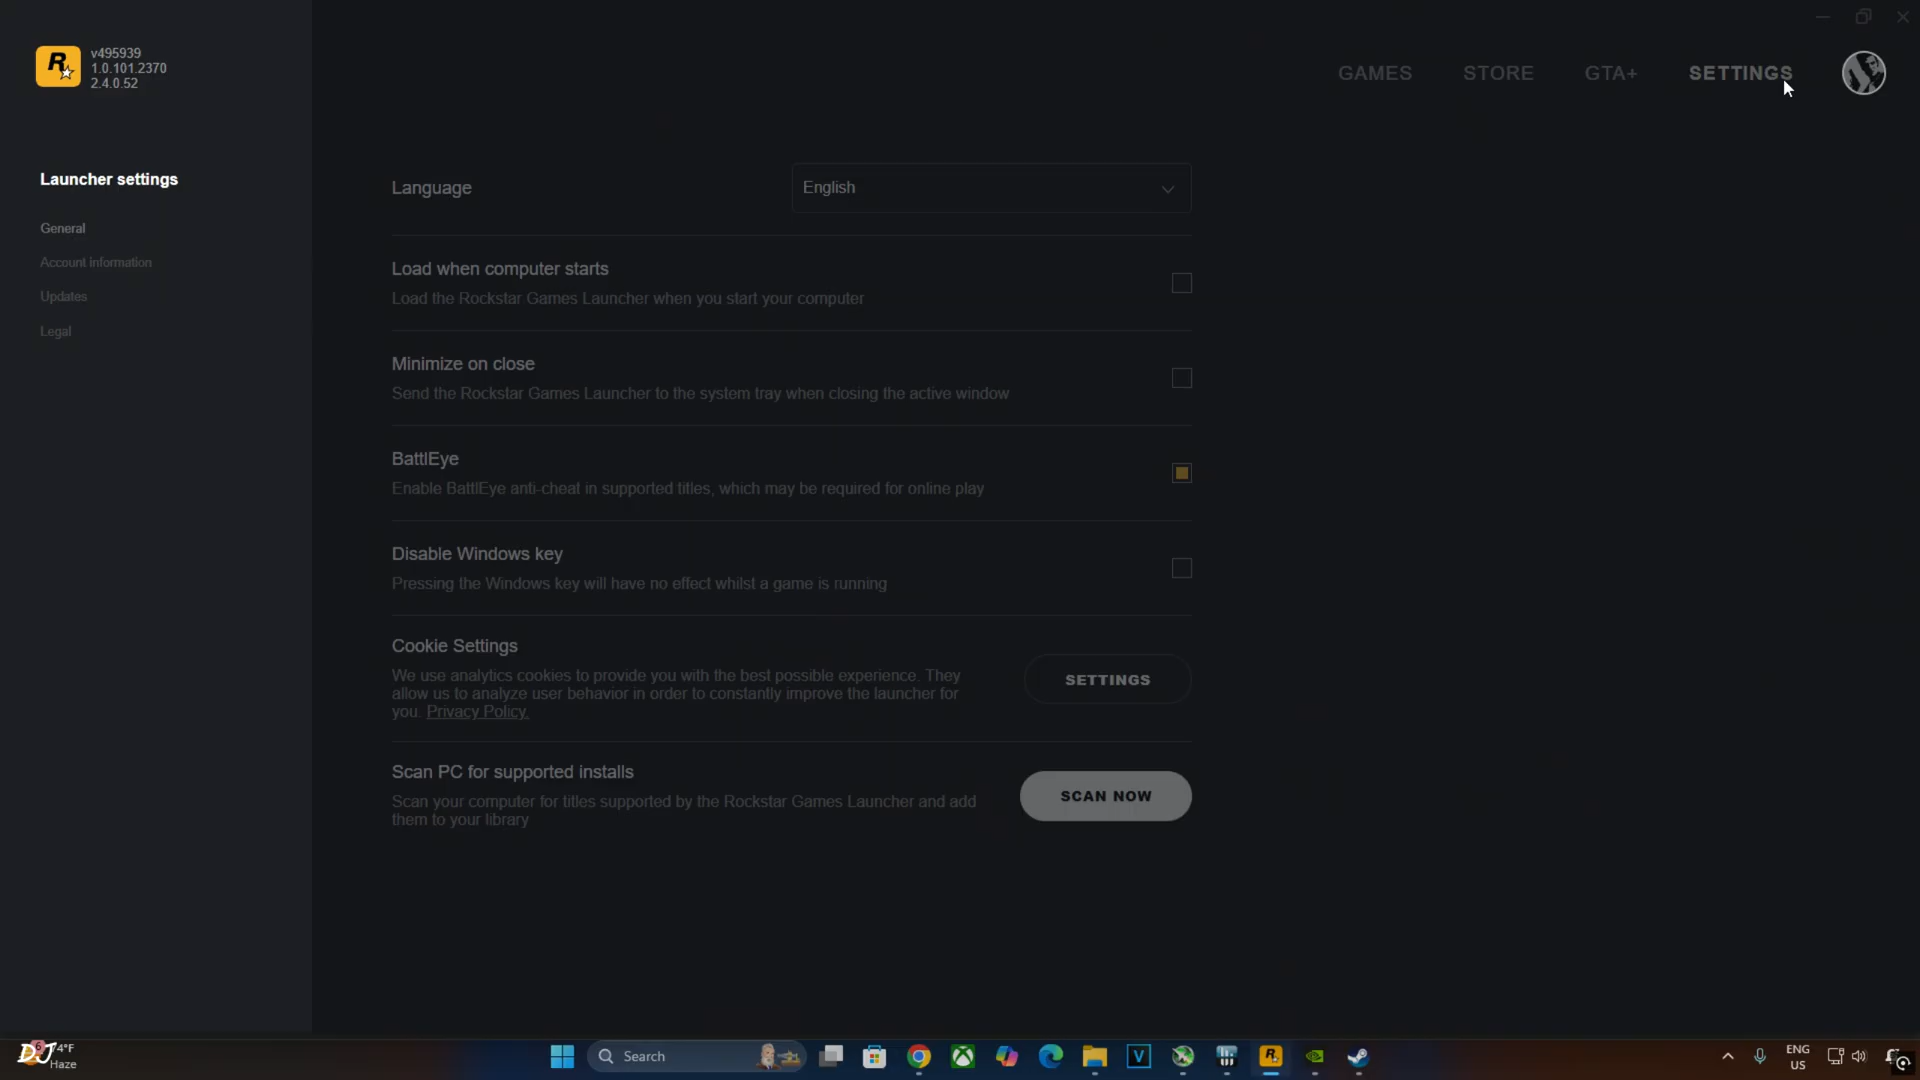 v495939
1.0.101.2370
2.4.0.52
GAMES
STORE
GTA+
SETTINGS
Launcher settings
General
Account information
Updates
Legal
Language
English
Load when computer starts
Load the Rockstar Games Launcher when you start your computer
Minimize on close
Send the Rockstar Games Launcher to the system tray when closing the active window
BattlEye
Enable BattlEye anti-cheat in supported titles, which may be required for online play
Disable Windows key
Pressing the Windows key will have no effect whilst a game is running
Cookie Settings
We use analytics cookies to provide you with the best possible experience. They
allow us to analyze user behavior in order to constantly improve the launcher for
you. Privacy Policy.
SETTINGS
Scan PC for supported installs
Scan your computer for titles supported by the Rockstar Games Launcher and add
them to your library
SCAN NOW
Haze
Search
ENG
US